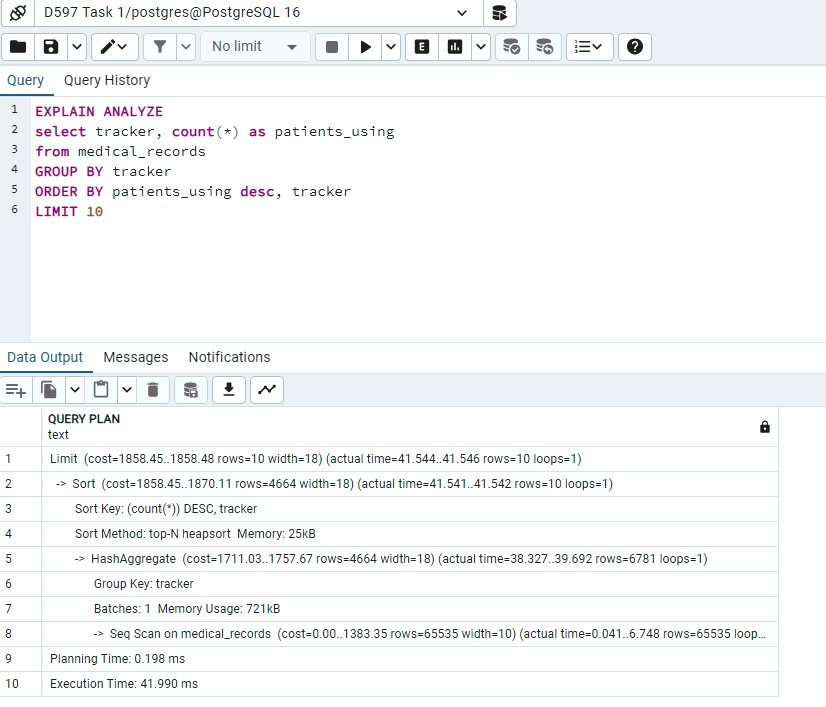 D597 Task 1/postgres@PostgreSQL 16
No limit
E
Query Query History
1 EXPLAIN ANALYZE
2 select tracker, count(*) as patients_using
3 from medical_records
4 GROUP BY tracker
5 ORDER BY patients_using desc, tracker
6 LIMIT 10
Data Output Messages Notifications
QUERY PLAN
text
1 Limit (cost=1858.45..1858.48 rows=10 width=18) (actual time=41.544..41.546 rows=10 loops=1)
2 -> Sort (cost=1858.45..1870.11 rows=4664 width=18) (actual time=41.541..41.542 rows=10 loops=1)
3 Sort Key: (count(*)) DESC, tracker
4 Sort Method: top-N heapsort Memory: 25kB
5 -> HashAggregate (cost=1711.03..1757.67 rows=4664 width=18) (actual time=38.327..39.692 rows=6781 loops=1)
6 Group Key: tracker
7 Batches: 1 Memory Usage: 721kB
8 -> Seq Scan on medical_records (cost=0.00..1383.35 rows=65535 width=10) (actual time=0.041..6.748 rows=65535 loop...
9 Planning Time: 0.198 ms
10 Execution Time: 41.990 ms